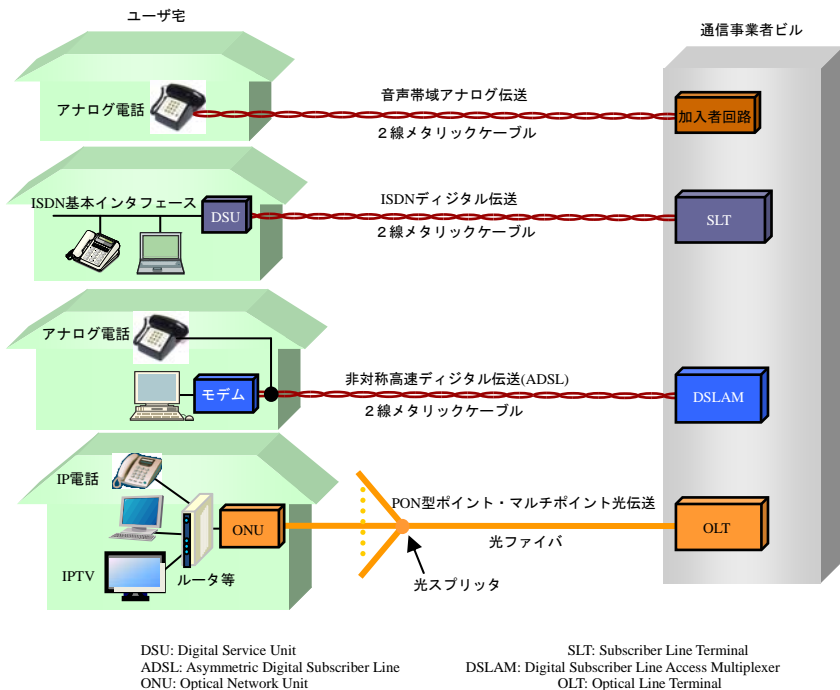 ユーザ宅
通信事業者ビル
アナログ電話
音声帯域アナログ伝送
2線メタリックケーブル
加入者回路
ISDN基本インタフェース
DSU
ISDNディジタル伝送
2線メタリックケーブル
SLT
アナログ電話
モデム
非対称高速ディジタル伝送(ADSL)
2線メタリックケーブル
DSLAM
IP電話
IPTV
ルータ等
ONU
PON型ポイント・マルチポイント光伝送
光ファイバ
光スプリッタ
OLT
DSU: Digital Service Unit
ADSL: Asymmetric Digital Subscriber Line
ONU: Optical Network Unit
SLT: Subscriber Line Terminal
DSLAM: Digital Subscriber Line Access Multiplexer
OLT: Optical Line Terminal